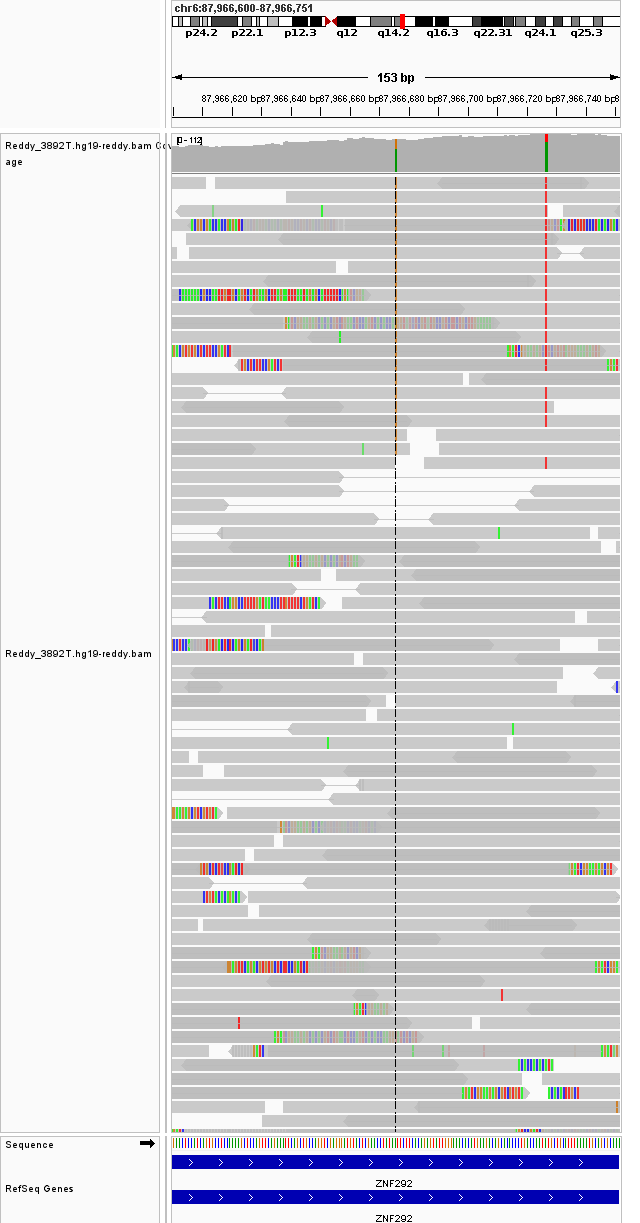 chr6:87,966,600-87,966,751
p24.2 p22.1 p12.3 q12 q14.2 q16.3 q22.31 q24.1 q25.3
153 bp
87,966,620 bp 87,966,640 bp 87,966,660 bp 87,966,680 bp 87,966,700 bp 87,966,720 bp 87,966,740 bp 8
[0 - 112]
Reddy_3892T.hg19-reddy.bam Cov
age
Reddy_3892T.hg19-reddy.bam
Sequence
ZNF292
RefSeq Genes
ZNF292